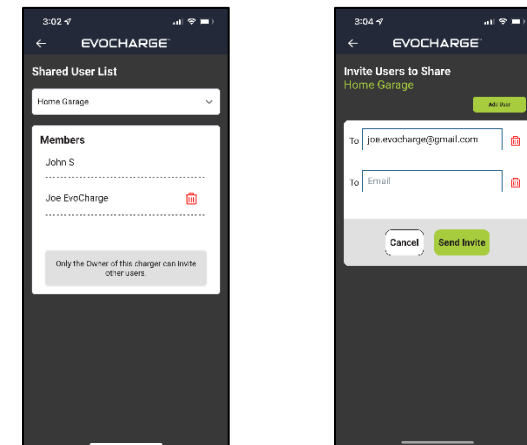 3:02
EVOCHARGE
Shared User List
Home Garage
Members
John S
Joe EvoCharge
Only the Owner of this charger can invite
other users.
3:04
EVOCHARGE
Invite Users to Share
Home Garage
Add User
To joe.evocharge@gmail.com
To Email
Cancel Send Invite